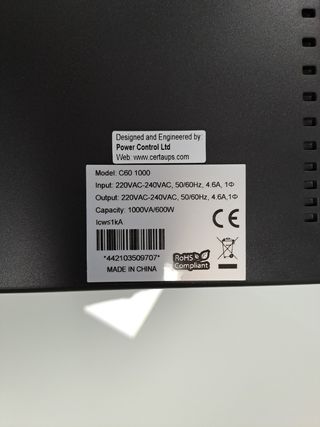 Designed and Engineered by
Power Control Ltd
Web: www.certaups.com
Model: C60 1000
Input: 220VAC-240VAC, 50/60Hz, 4.6A, 1Φ
Output: 220VAC-240VAC, 50/60Hz, 4.6A,1Φ
Capacity: 1000VA/600W
Icws1kA
CE
*442103509707*
RoHS
Compliant
MADE IN CHINA